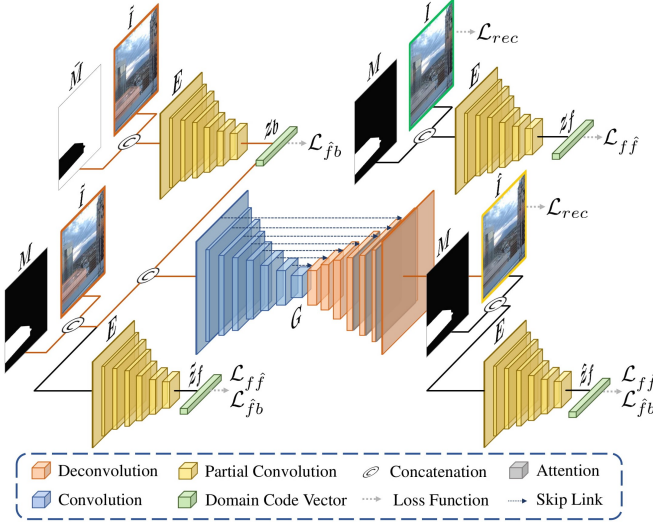 Ĩ
I
ℒ_rec
M̃
E
M
E
z̃b
ℒ_f̂b
zf
ℒ_ff̂
Ĩ
Î
ℒ_rec
M
M
G
E
E
z̃f
ℒ_ff̂
ℒ_f̂b
ẑf
ℒ_ff̂
ℒ_f̂b
Deconvolution Partial Convolution © Concatenation Attention
Convolution Domain Code Vector Loss Function Skip Link